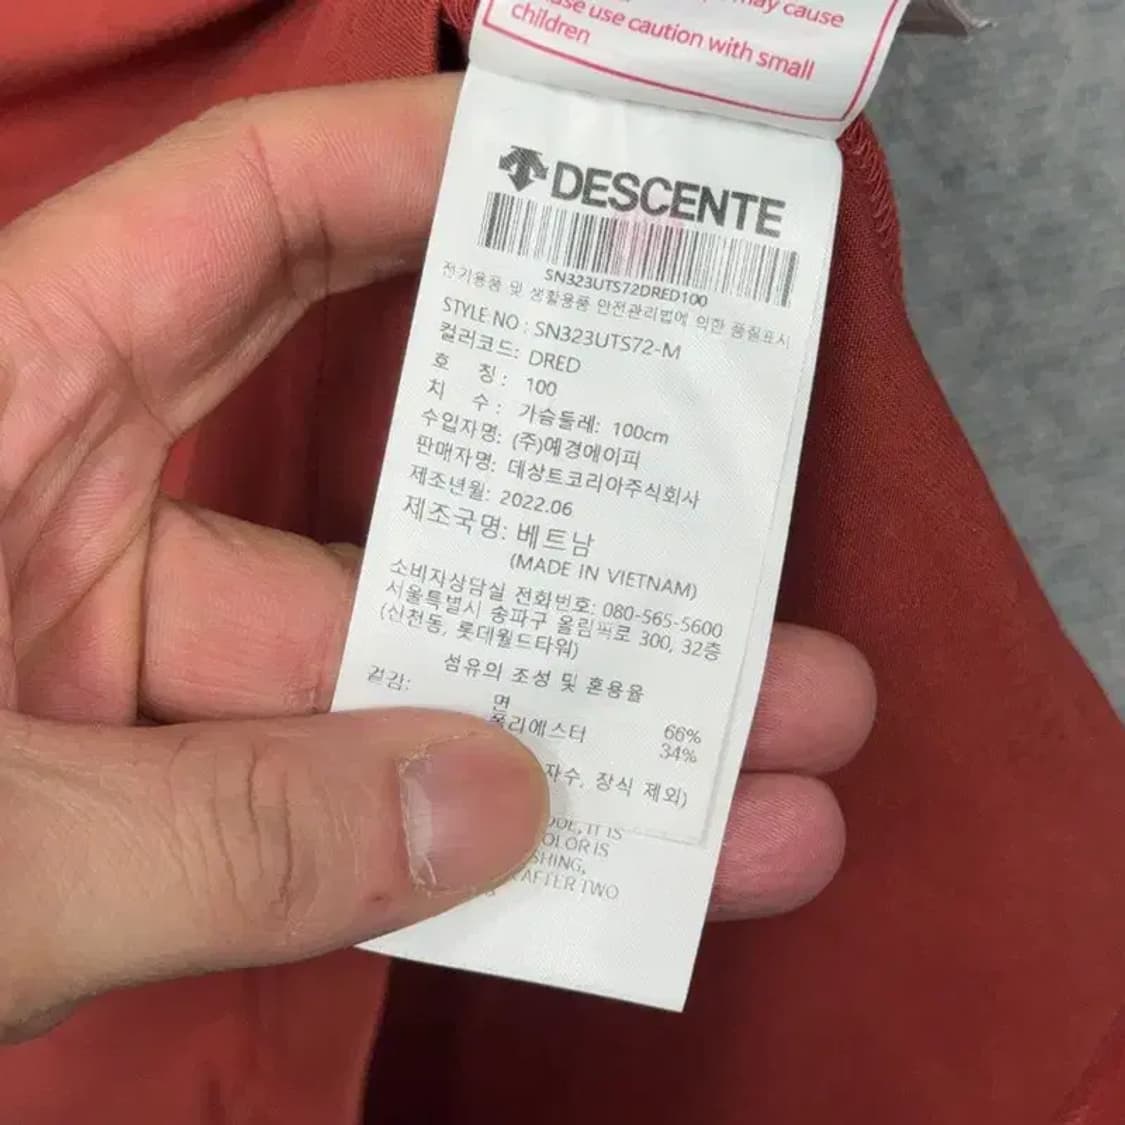 may cause
use caution with small
children
DESCENTE
SN323UTS72DRED100
전기용품 및 생활용품 안전관리법에 의한 품질표시
STYLE NO : SN323UTS72-M
컬러코드: DRED
호 칭 : 100
치 수 : 가슴둘레: 100cm
수입자명: (주)예경에이피
판매자명: 데상트코리아주식회사
제조년월: 2022.06
제조국명: 베트남
(MADE IN VIETNAM)
소비자상담실 전화번호: 080-565-5600
서울특별시 송파구 올림픽로 300, 32층
(신천동, 롯데월드타워)
섬유의 조성 및 혼용율
겉감:
면 66%
폴리에스터 34%
자수, 장식 제외)
IT IS
COLOR IS
AFTER TWO